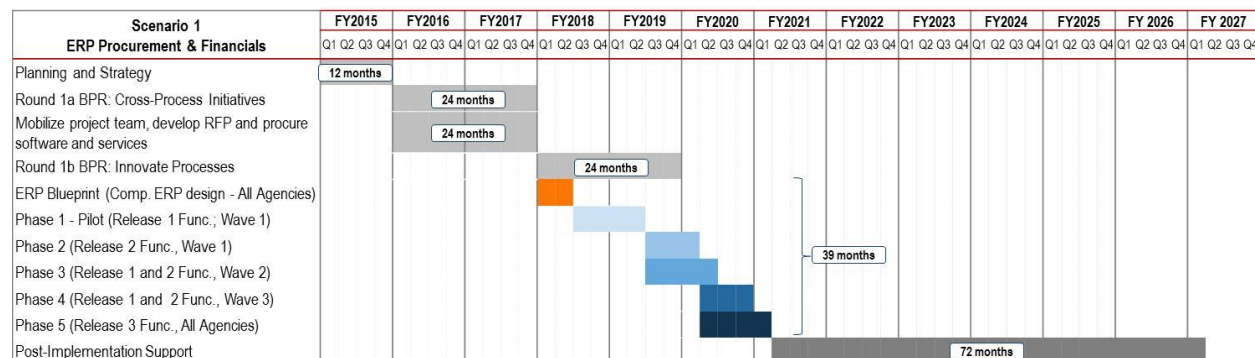 Scenario 1
ERP Procurement & Financials
FY2015 FY2016 FY2017 FY2018 FY2019 FY2020 FY2021 FY2022 FY2023 FY2024 FY2025 FY 2026 FY 2027
Q1 Q2 Q3 Q4 Q1 Q2 Q3 Q4 Q1 Q2 Q3 Q4 Q1 Q2 Q3 Q4 Q1 Q2 Q3 Q4 Q1 Q2 Q3 Q4 Q1 Q2 Q3 Q4 Q1 Q2 Q3 Q4 Q1 Q2 Q3 Q4 Q1 Q2 Q3 Q4 Q1 Q2 Q3 Q4 Q1 Q2 Q3 Q4 Q1 Q2 Q3 Q4
Planning and Strategy 12 months
Round 1a BPR: Cross-Process Initiatives 24 months
Mobilize project team, develop RFP and procure
software and services 24 months
Round 1b BPR: Innovate Processes 24 months
ERP Blueprint (Comp. ERP design - All Agencies)
Phase 1 - Pilot (Release 1 Func.; Wave 1)
Phase 2 (Release 2 Func., Wave 1)
39 months
Phase 3 (Release 1 and 2 Func., Wave 2)
Phase 4 (Release 1 and 2 Func., Wave 3)
Phase 5 (Release 3 Func., All Agencies)
Post-Implementation Support 72 months